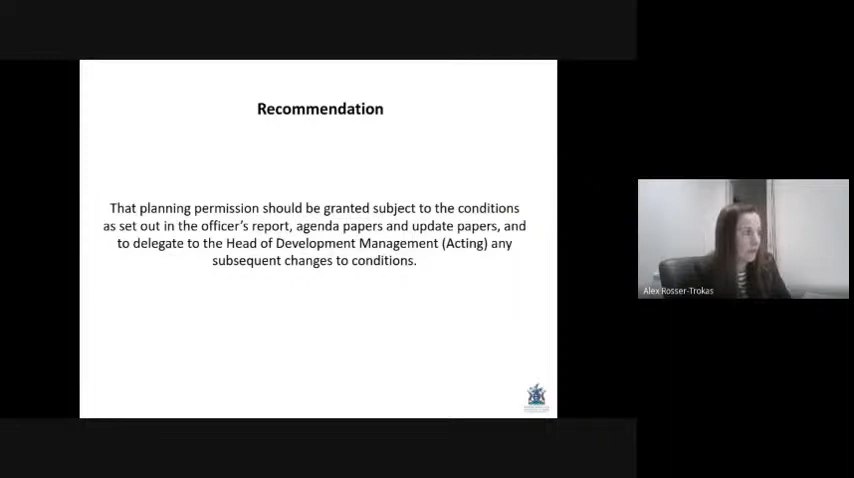 Recommendation
That planning permission should be granted subject to the conditions
as set out in the officer's report, agenda papers and update papers, and
to delegate to the Head of Development Management (Acting) any
subsequent changes to conditions.
Alex Rosser-Trokas